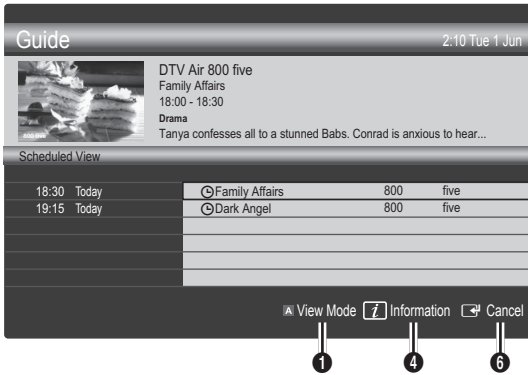 Guide 2:10 Tue 1 Jun
DTV Air 800 five
Family Affairs
18:00 - 18:30
Drama
Tanya confesses all to a stunned Babs. Conrad is anxious to hear...
Scheduled View
18:30 Today Family Affairs 800 five
19:15 Today Dark Angel 800 five
A View Mode i Information Cancel
1 4 6